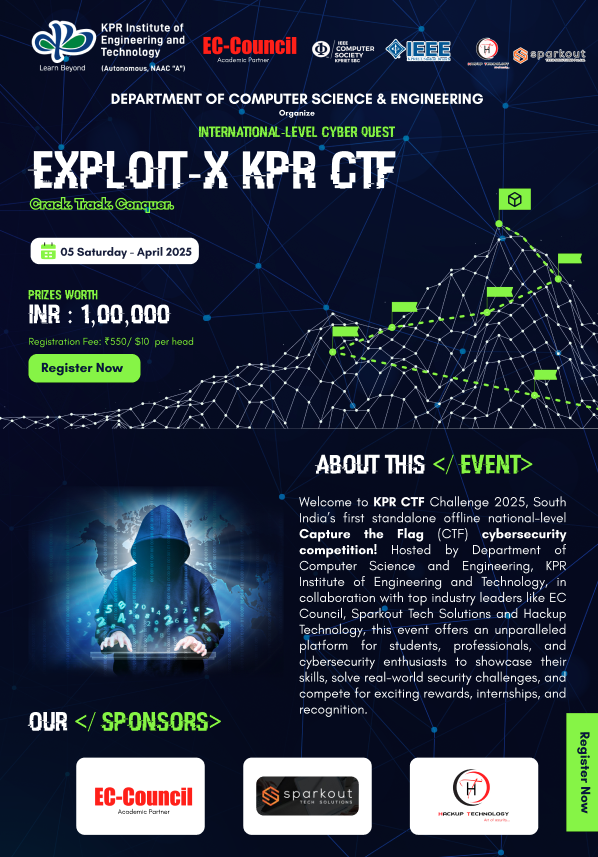 KPR Institute of
Engineering and
Technology
Learn Beyond
(Autonomous, NAAC "A")
EC-Council
Academic Partner
IEEE
COMPUTER
SOCIETY
KPRIET SBC
IEEE
HACKUP TECHNOLOGY
sparkout
DEPARTMENT OF COMPUTER SCIENCE & ENGINEERING
Organize
INTERNATIONAL-LEVEL CYBER QUEST
EXPLOIT-X KPR CTF
Crack. Track. Conquer.
05 Saturday - April 2025
PRIZES WORTH
INR : 1,00,000
Registration Fee: ₹550/ $10 per head
Register Now
ABOUT THIS </ EVENT>
Welcome to KPR CTF Challenge 2025, South
India's first standalone offline national-level
Capture the Flag (CTF) cybersecurity
competition! Hosted by Department of
Computer Science and Engineering, KPR
Institute of Engineering and Technology, in
collaboration with top industry leaders like EC
Council, Sparkout Tech Solutions and Hackup
Technology, this event offers an unparalleled
platform for students, professionals, and
cybersecurity enthusiasts to showcase their
skills, solve real-world security challenges, and
compete for exciting rewards, internships, and
recognition.
OUR </ SPONSORS>
Register Now
EC-Council
Academic Partner
sparkout
TECH SOLUTIONS
HACKUP TECHNOLOGY